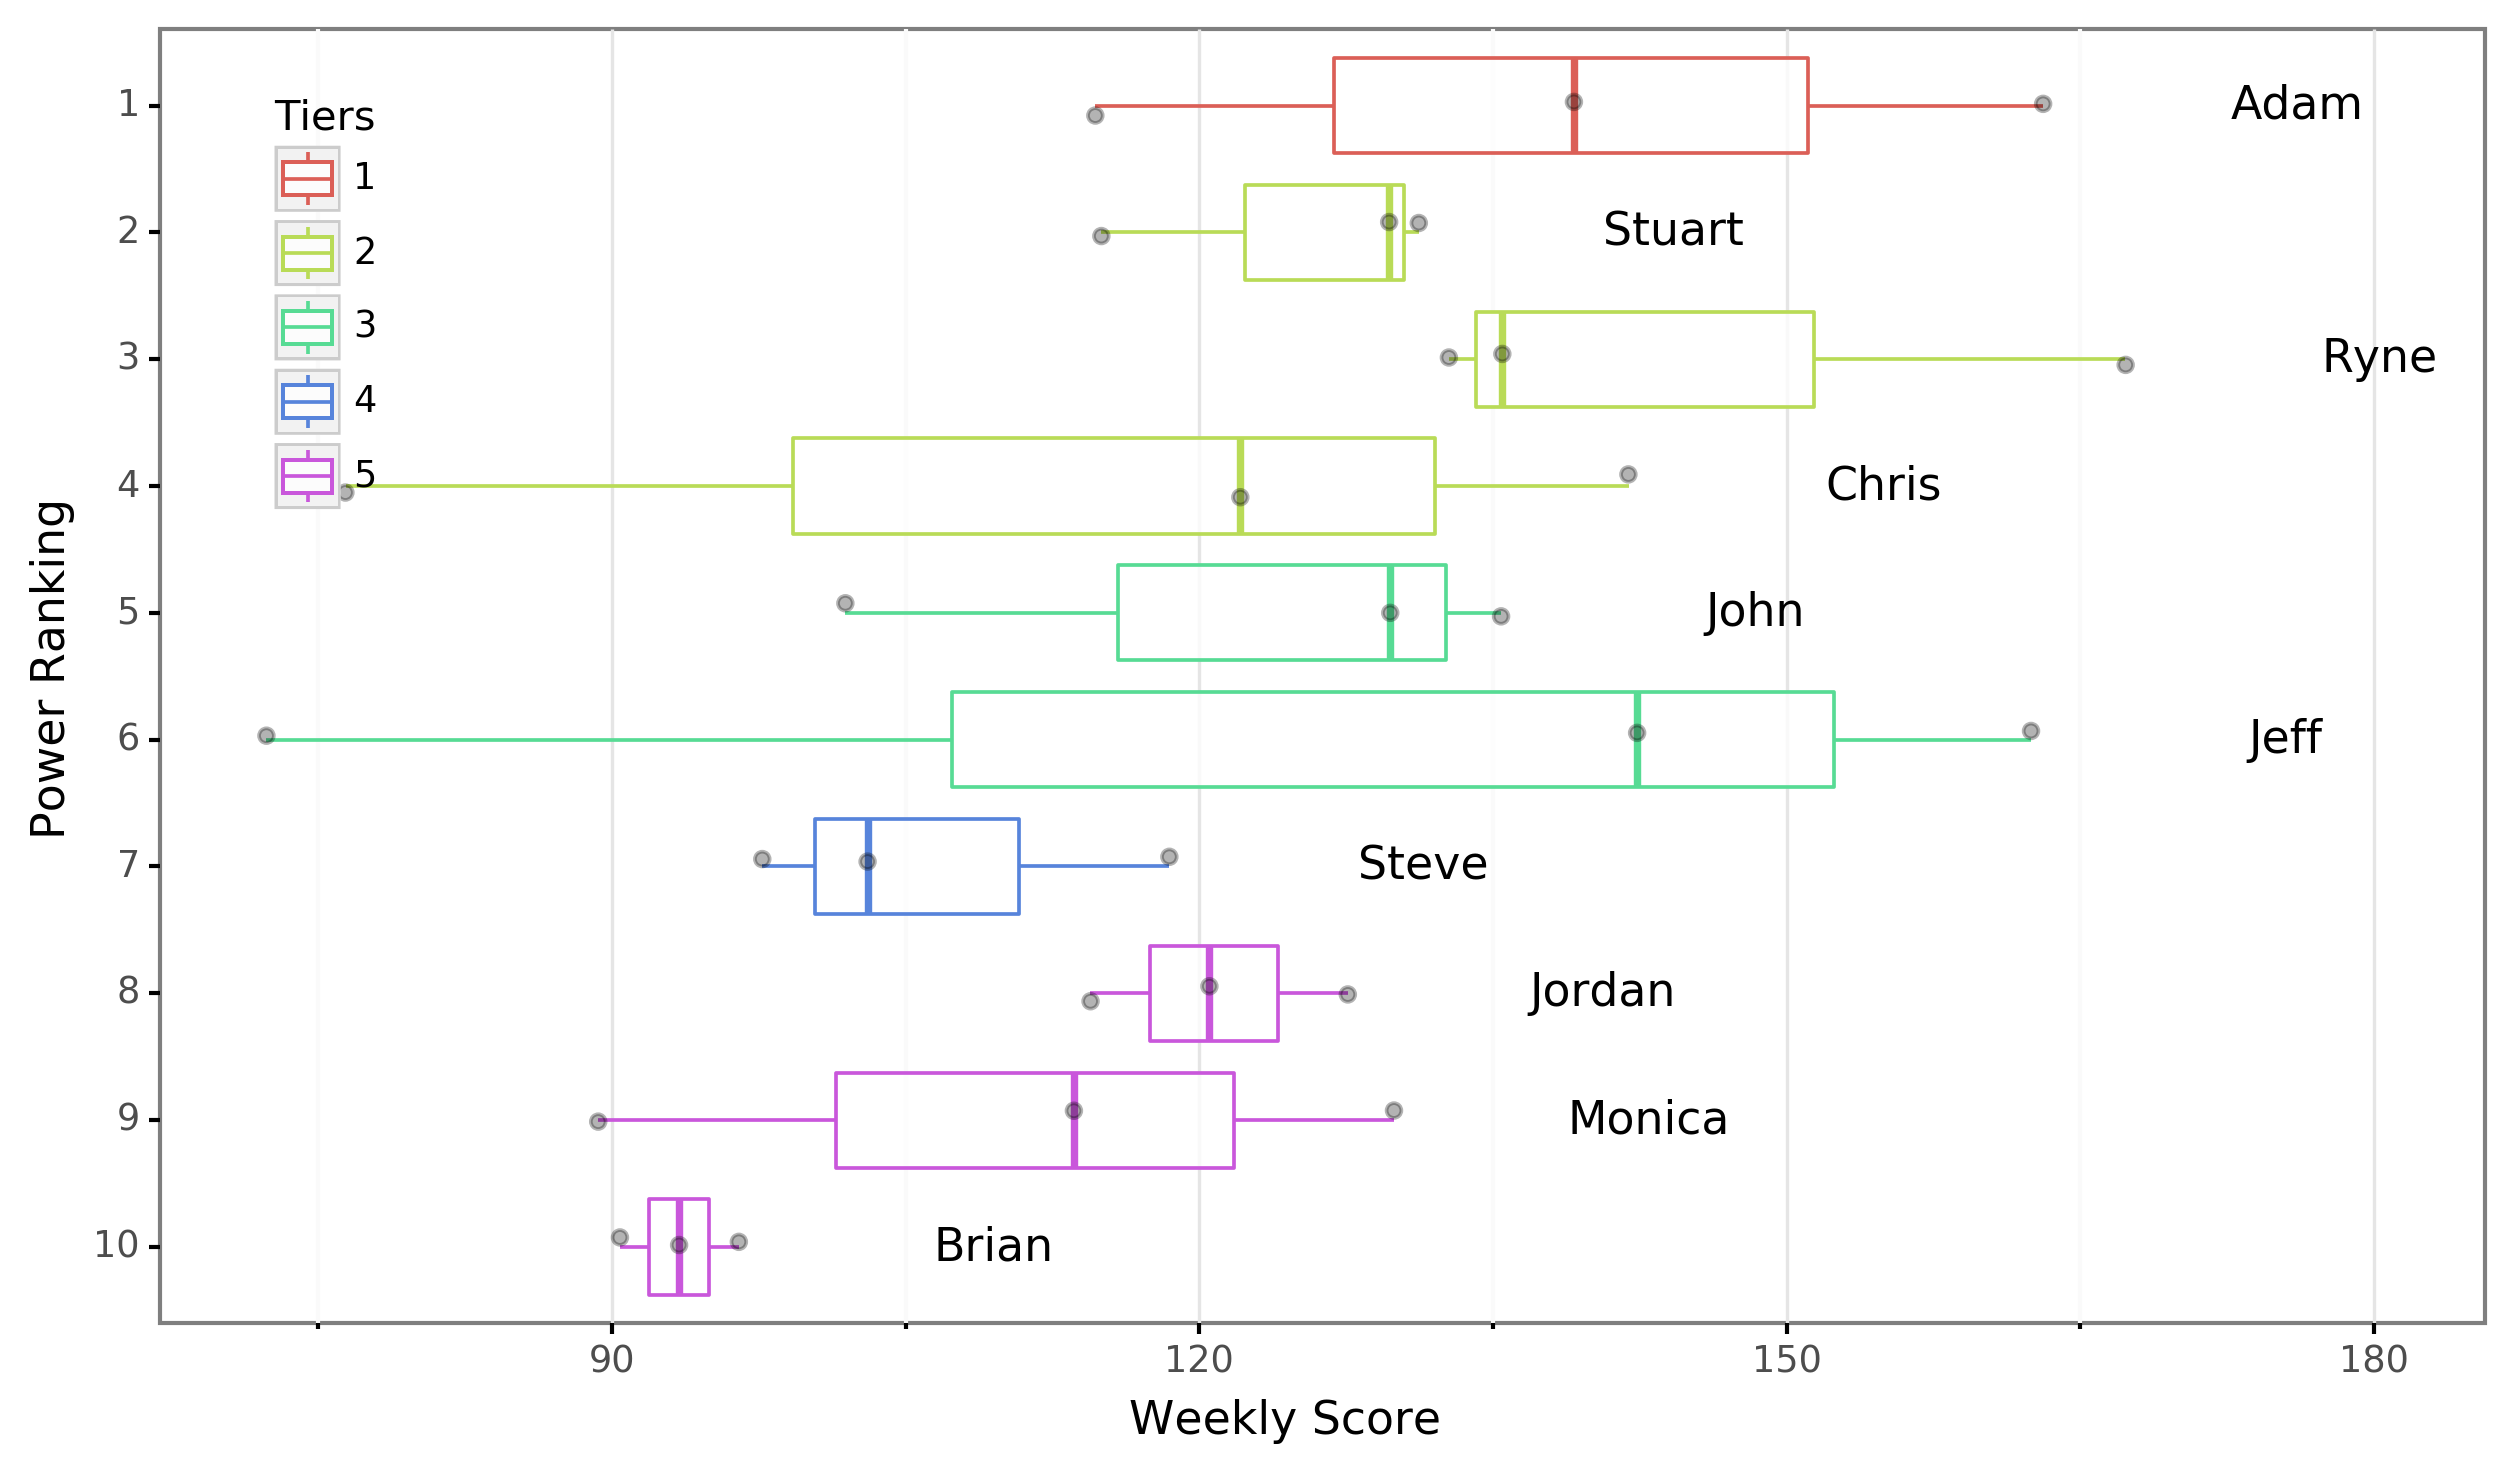 Tiers
1
2
3
4
5
Power Ranking
1
2
3
4
5
6
7
8
9
10
Adam
Stuart
Ryne
Chris
John
Jeff
Steve
Jordan
Monica
Brian
90 120 150 180
Weekly Score